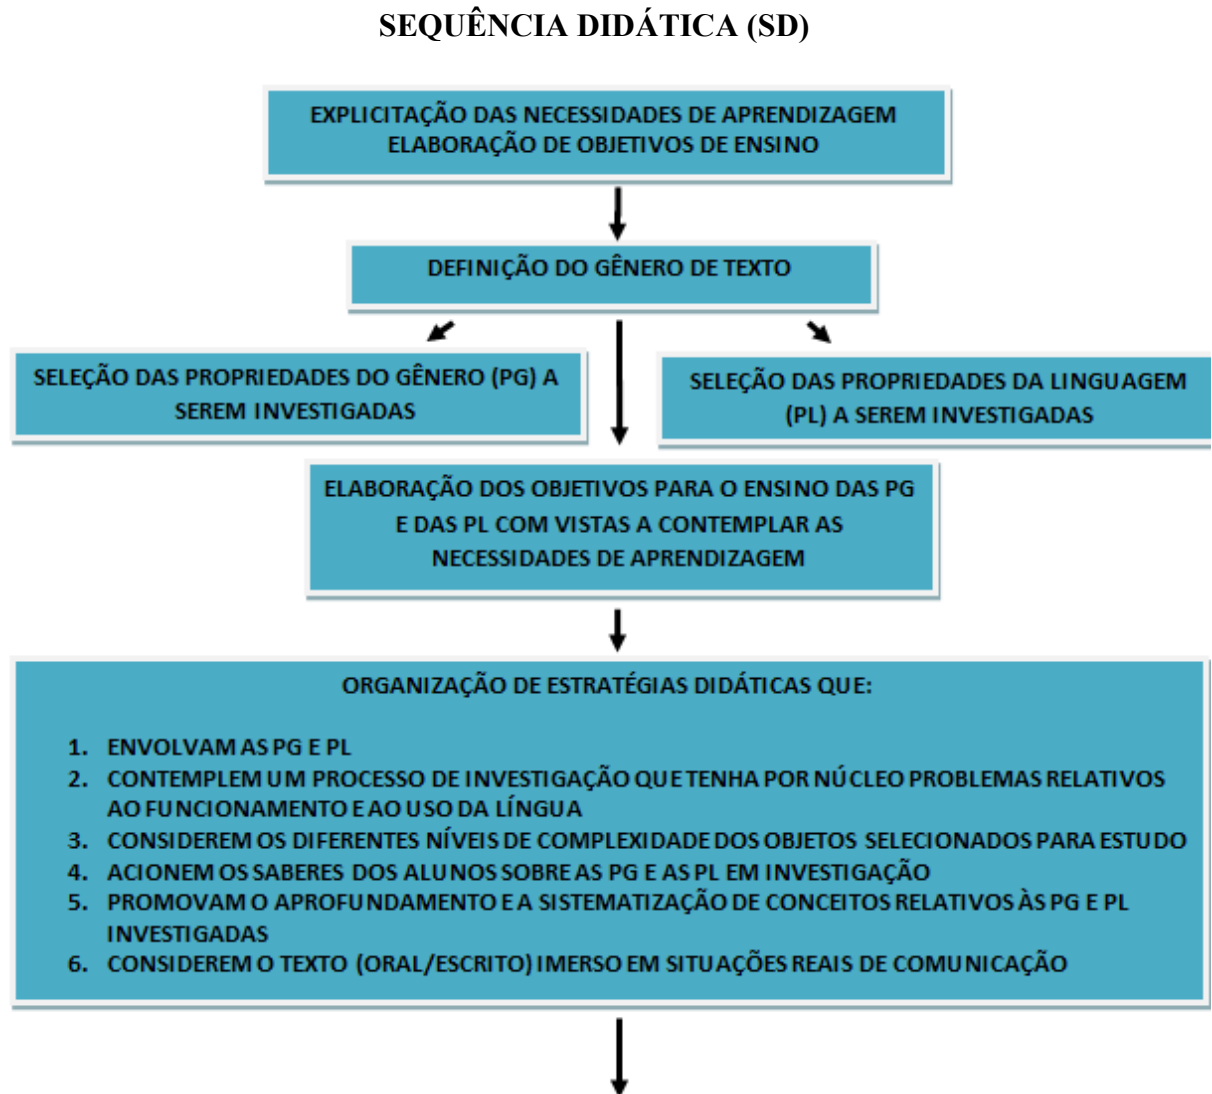 SEQUÊNCIA DIDÁTICA (SD)
EXPLICITAÇÃO DAS NECESSIDADES DE APRENDIZAGEM
ELABORAÇÃO DE OBJETIVOS DE ENSINO
DEFINIÇÃO DO GÊNERO DE TEXTO
SELEÇÃO DAS PROPRIEDADES DO GÊNERO (PG) A
SEREM INVESTIGADAS
SELEÇÃO DAS PROPRIEDADES DA LINGUAGEM
(PL) A SEREM INVESTIGADAS
ELABORAÇÃO DOS OBJETIVOS PARA O ENSINO DAS PG
E DAS PL COM VISTAS A CONTEMPLAR AS
NECESSIDADES DE APRENDIZAGEM
ORGANIZAÇÃO DE ESTRATÉGIAS DIDÁTICAS QUE:
1. ENVOLVAM AS PG E PL
2. CONTEMPLEM UM PROCESSO DE INVESTIGAÇÃO QUE TENHA POR NÚCLEO PROBLEMAS RELATIVOS
AO FUNCIONAMENTO E AO USO DA LÍNGUA
3. CONSIDEREM OS DIFERENTES NÍVEIS DE COMPLEXIDADE DOS OBJETOS SELECIONADOS PARA ESTUDO
4. ACIONEM OS SABERES DOS ALUNOS SOBRE AS PG E AS PL EM INVESTIGAÇÃO
5. PROMOVAM O APROFUNDAMENTO E A SISTEMATIZAÇÃO DE CONCEITOS RELATIVOS ÀS PG E PL
INVESTIGADAS
6. CONSIDEREM O TEXTO (ORAL/ESCRITO) IMERSO EM SITUAÇÕES REAIS DE COMUNICAÇÃO